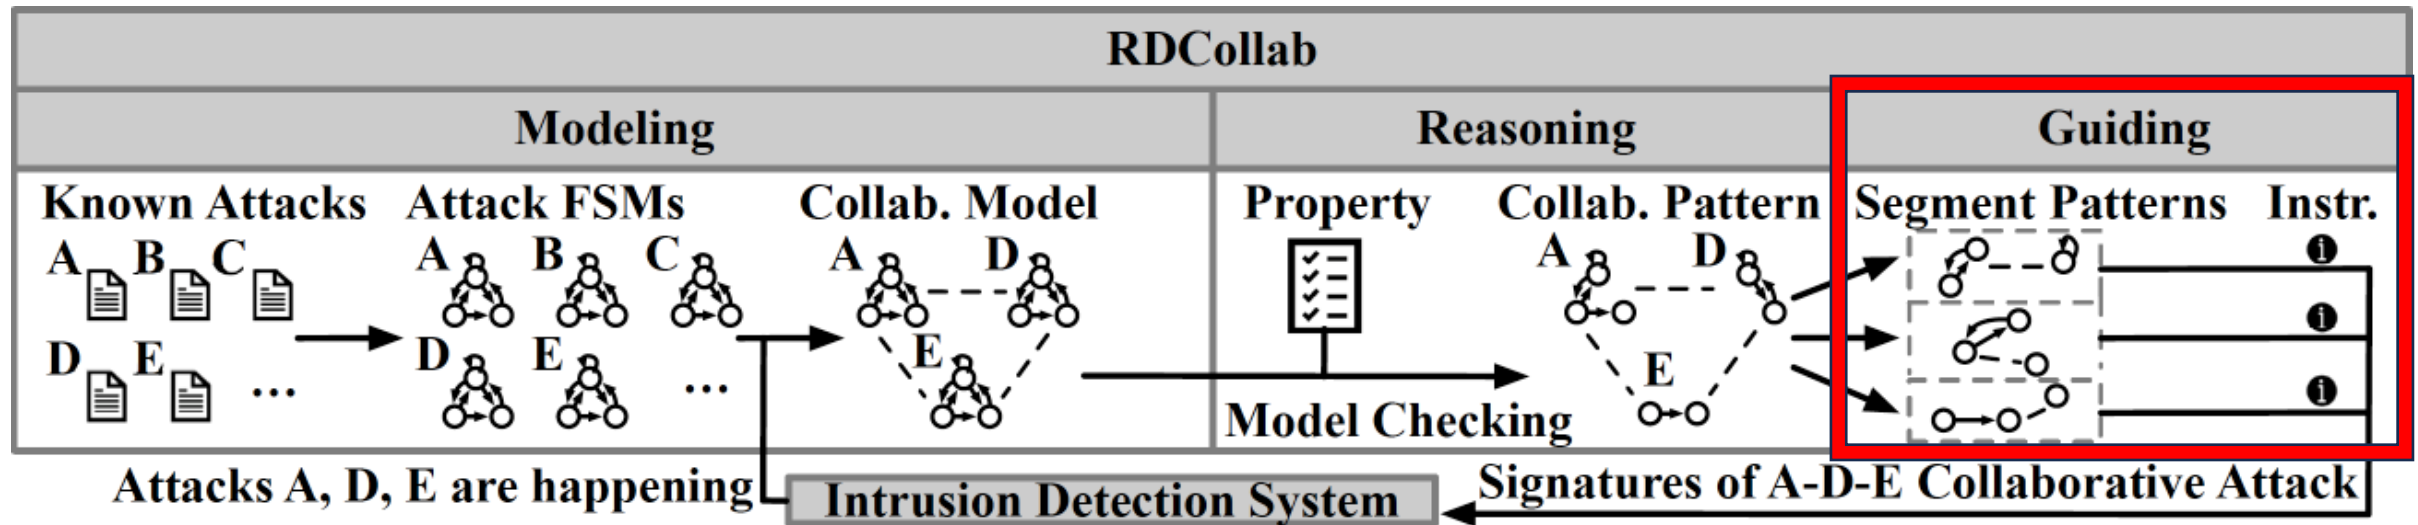 RDCollab
Modeling
Reasoning
Guiding
Known Attacks
Attack FSMs
Collab. Model
Property
Collab. Pattern
Segment Patterns
Instr.
A B C
D E ...
A B C
D E ...
A D
E
Model Checking
A D
E
i
i
i
Attacks A, D, E are happening
Intrusion Detection System
Signatures of A-D-E Collaborative Attack